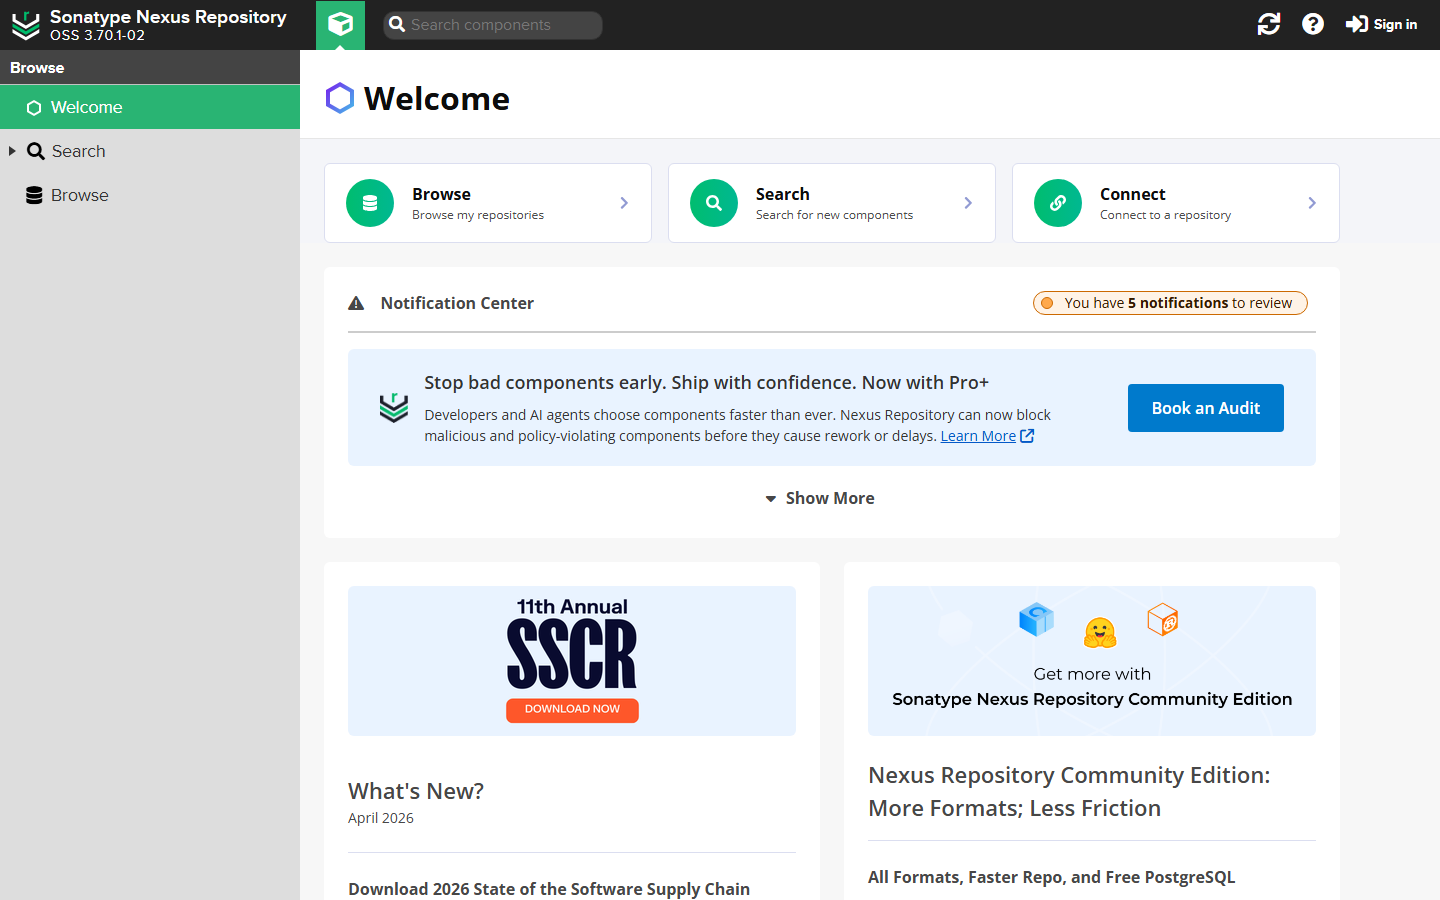 Sonatype Nexus Repository
OSS 3.70.1-02
Search components
Sign in
Browse
Welcome
Search
Browse
Welcome
Browse
Browse my repositories
Search
Search for new components
Connect
Connect to a repository
Notification Center
You have 5 notifications to review
Stop bad components early. Ship with confidence. Now with Pro+
Developers and AI agents choose components faster than ever. Nexus Repository can now block
malicious and policy-violating components before they cause rework or delays. Learn More
Book an Audit
Show More
11th Annual
SSCR
DOWNLOAD NOW
What's New?
April 2026
Download 2026 State of the Software Supply Chain
Get more with
Sonatype Nexus Repository Community Edition
Nexus Repository Community Edition:
More Formats; Less Friction
All Formats, Faster Repo, and Free PostgreSQL